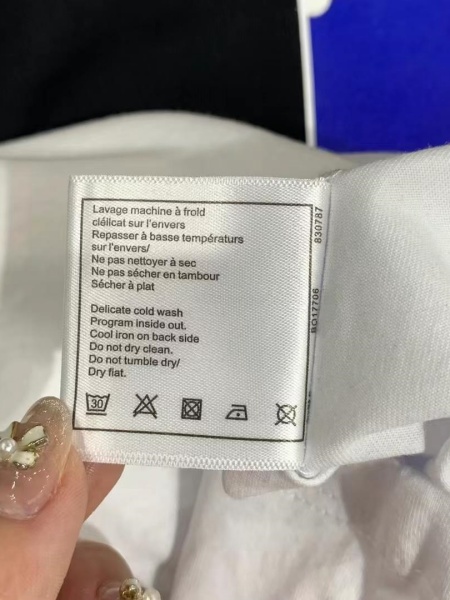 Lavage machine à froid
cléilcat sur l'envers
Repasser à basse températurs
sur l'envers/
Ne pas nettoyer à sec
Ne pas sécher en tambour
Sécher à plat
Delicate cold wash
Program inside out.
Cool iron on back side
Do not dry clean.
Do not tumble dry/
Dry fiat.
30
830787
BO17706